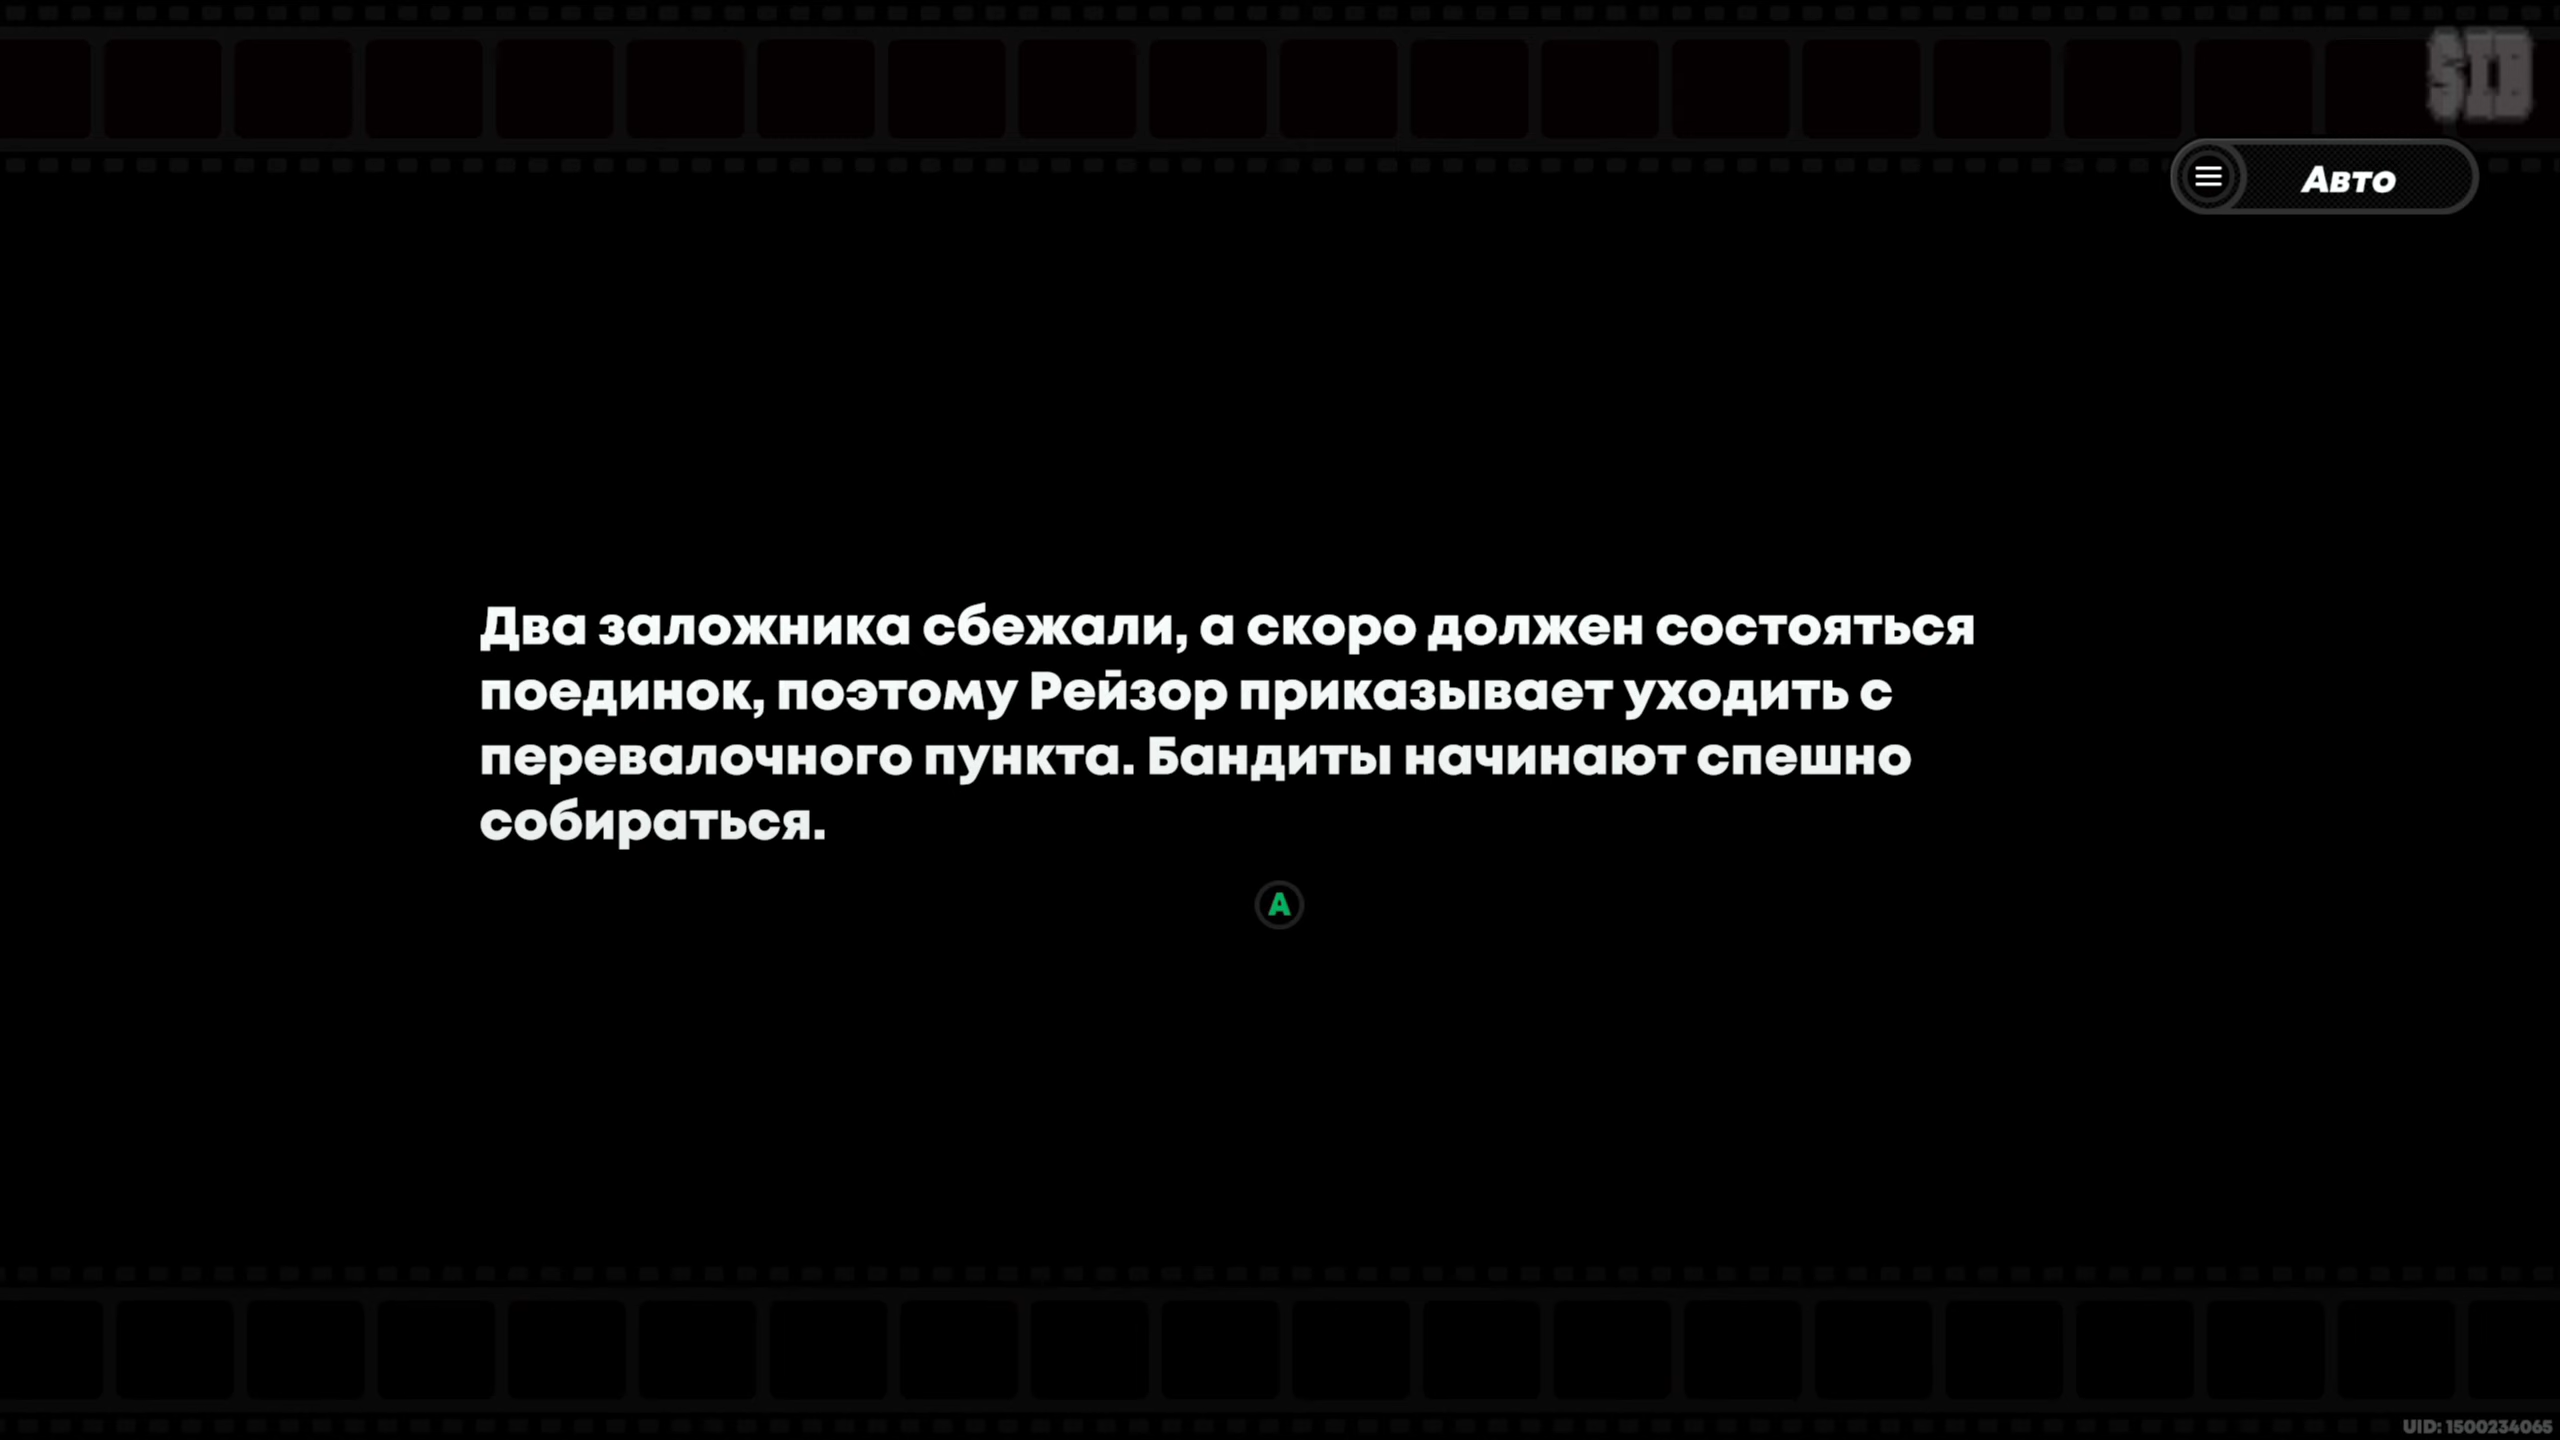 SIB
Авто
Два заложника сбежали, а скоро должен состояться
поединок, поэтому Рейзор приказывает уходить с
перевалочного пункта. Бандиты начинают спешно
собираться.
A
UID: 1500234065